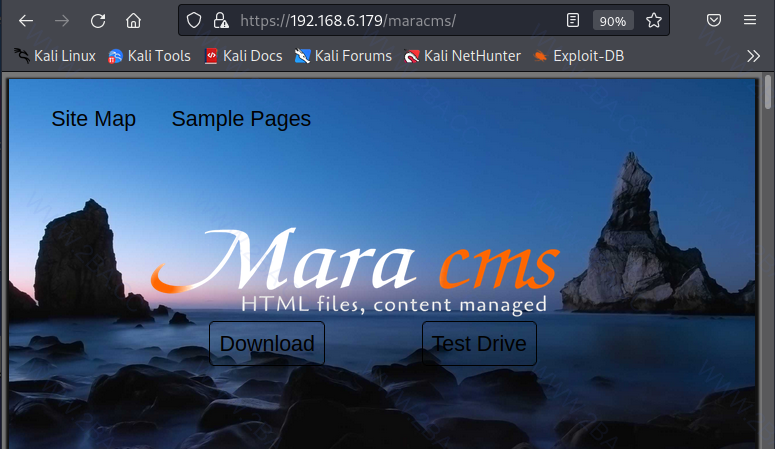 https://192.168.6.179/maracms/
90%
Kali Linux
Kali Tools
Kali Docs
Kali Forums
Kali NetHunter
Exploit-DB
Site Map
Sample Pages
Mara cms
HTML files, content managed
Download
Test Drive